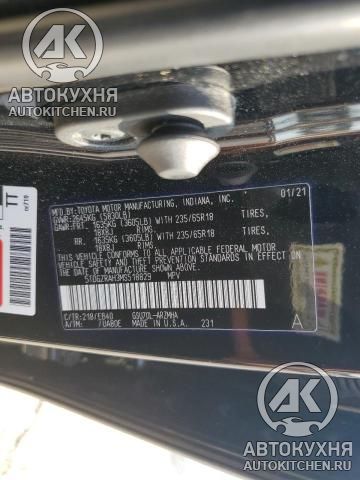 АК
АВТОКУХНЯ
AUTOKITCHEN.RU
TT
MFD.BY:TOYOTA MOTOR MANUFACTURING, INDIANA, INC. 01/21
GVWR:2645KG (5830LB)
GAWR:FRT. 1635KG (3605LB) WITH 235/65R18 TIRES,
18X8J RIMS
RR. 1635KG (3605LB) WITH 235/65R18 TIRES,
18X8J RIMS
THIS VEHICLE CONFORMS TO ALL APPLICABLE FEDERAL MOTOR
VEHICLE SAFETY AND THEFT PREVENTION STANDARDS IN
EFFECT ON THE DATE OF MANUFACTURE SHOWN ABOVE.
5TDGZRAH3MS518829 MPV
C/TR:218/EB40 GSU70L-ARZMHA
A/TM: /UA80E MADE IN U.S.A. 231 A
АК
АВТОКУХНЯ
AUTOKITCHEN.RU